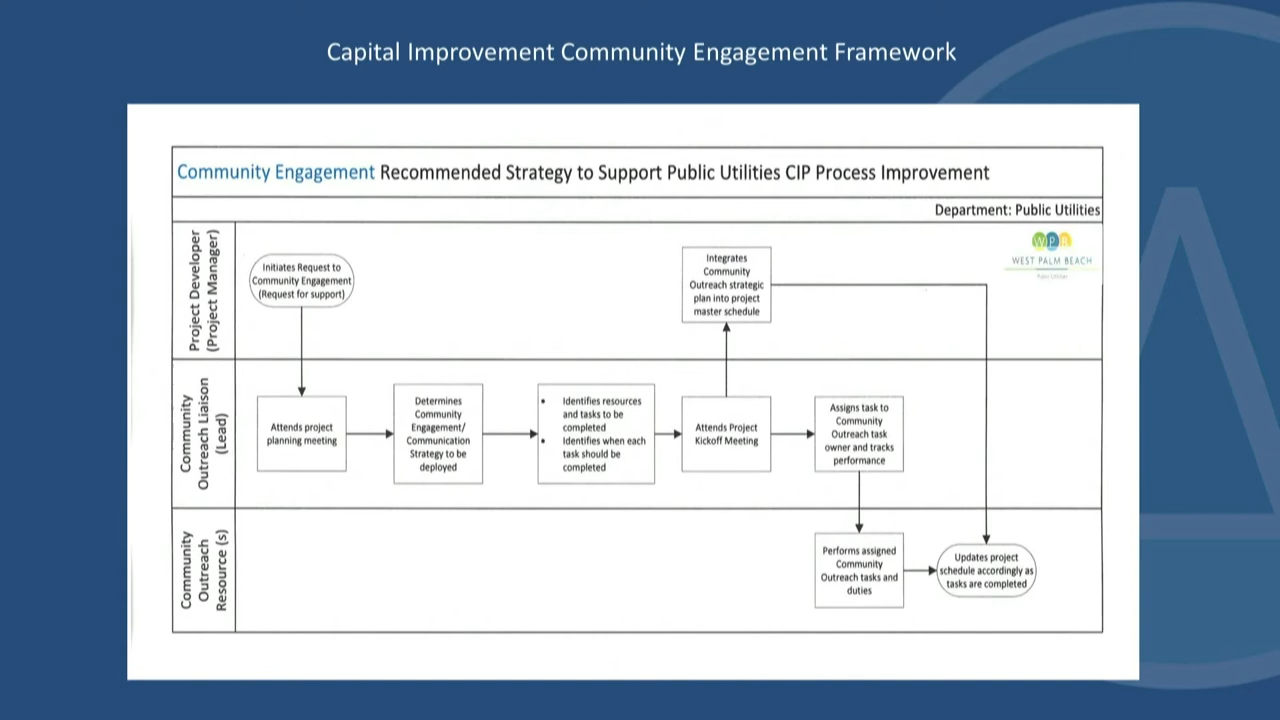 Capital Improvement Community Engagement Framework
Community Engagement Recommended Strategy to Support Public Utilities CIP Process Improvement
Department: Public Utilities
WPB
WEST PALM BEACH
Public Utilities
Project Developer
(Project Manager)
Initiates Request to
Community Engagement
(Request for support)
Integrates
Community
Outreach strategic
plan into project
master schedule
Community
Outreach Liaison
(Lead)
Attends project
planning meeting
Determines
Community
Engagement/
Communication
Strategy to be
deployed
• Identifies resources
and tasks to be
completed
• Identifies when each
task should be
completed
Attends Project
Kickoff Meeting
Assigns task to
Community
Outreach task
owner and tracks
performance
Community
Outreach
Resource (s)
Performs assigned
Community
Outreach tasks and
duties
Updates project
schedule accordingly as
tasks are completed